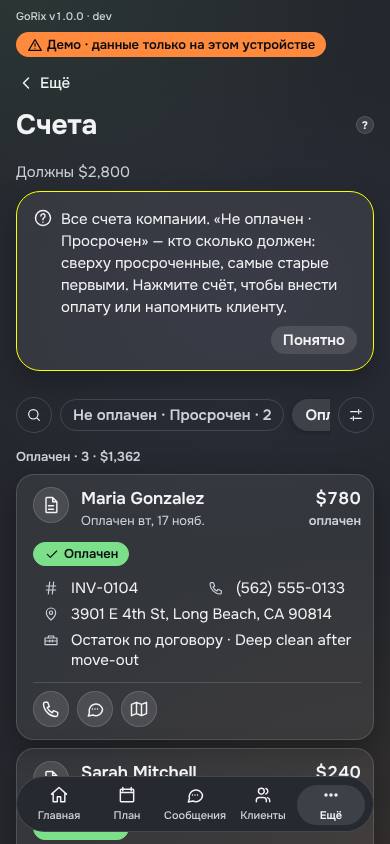 GoRix v1.0.0 · dev
Демо · данные только на этом устройстве
Ещё
Счета
?
Должны $2,800
Все счета компании. «Не оплачен ·
Просрочен» — кто сколько должен:
сверху просроченные, самые старые
первыми. Нажмите счёт, чтобы внести
оплату или напомнить клиенту.
Понятно
Не оплачен · Просрочен · 2
Опл
Оплачен · 3 · $1,362
Maria Gonzalez $780
Оплачен вт, 17 нояб. оплачен
Оплачен
INV-0104 (562) 555-0133
3901 E 4th St, Long Beach, CA 90814
Остаток по договору · Deep clean after
move-out
Sarah Mitchell $240
Главная План Сообщения Клиенты Ещё